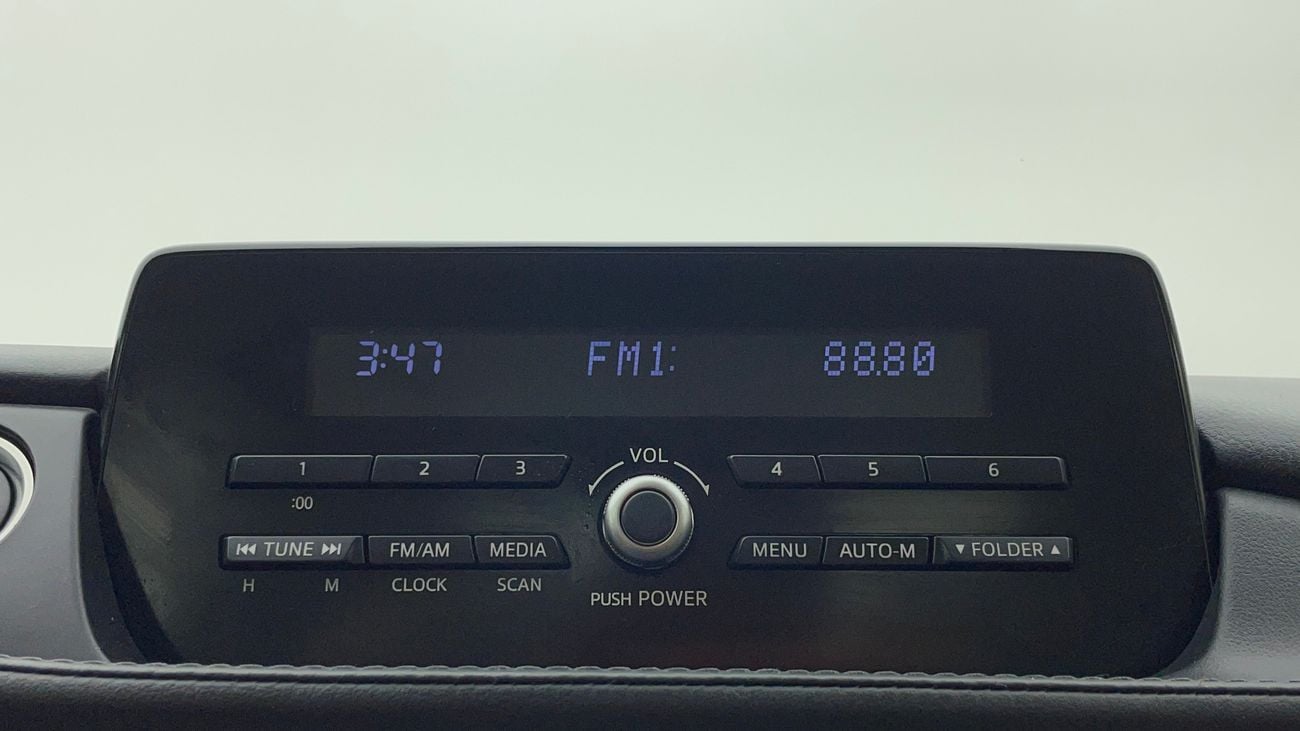 3:47 FM1: 88.80
VOL
1 2 3 4 5 6
:00
⏮ TUNE ⏭ FM/AM MEDIA MENU AUTO-M ▼ FOLDER ▲
H M CLOCK SCAN
PUSH POWER